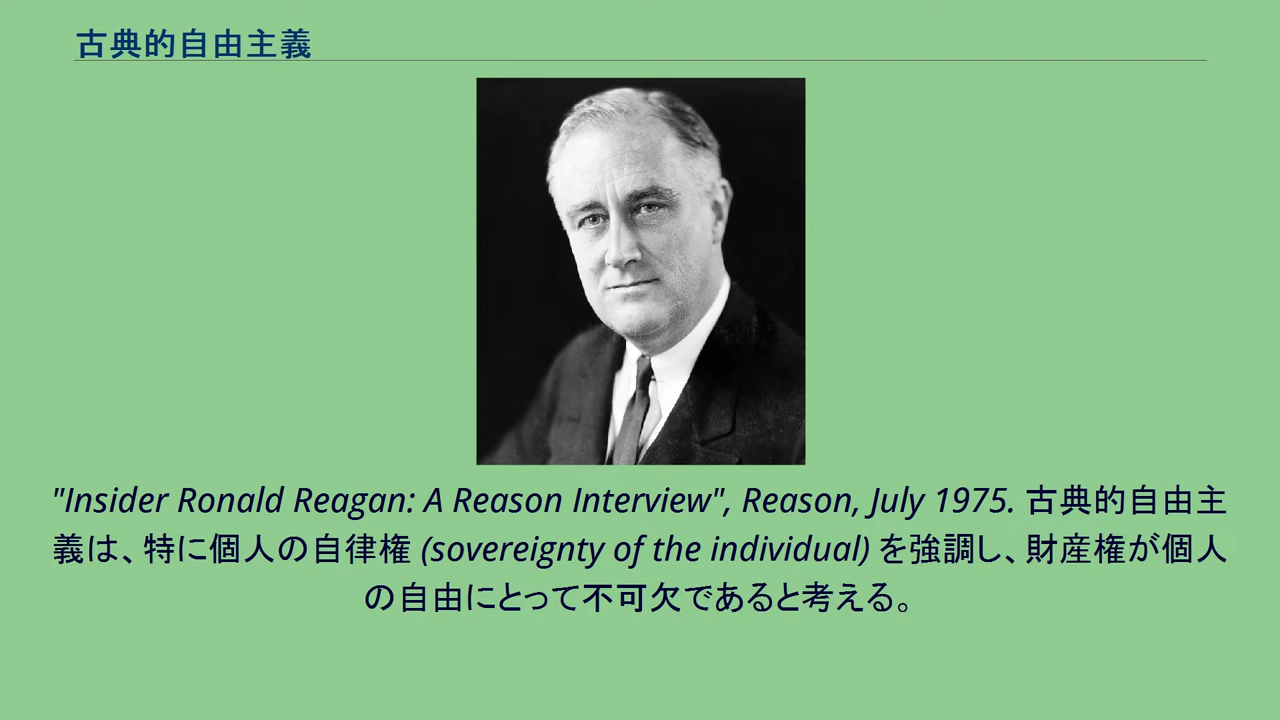 古典的自由主義
"Insider Ronald Reagan: A Reason Interview", Reason, July 1975. 古典的自由主
義は、特に個人の自律権 (sovereignty of the individual) を強調し、財産権が個人
の自由にとって不可欠であると考える。